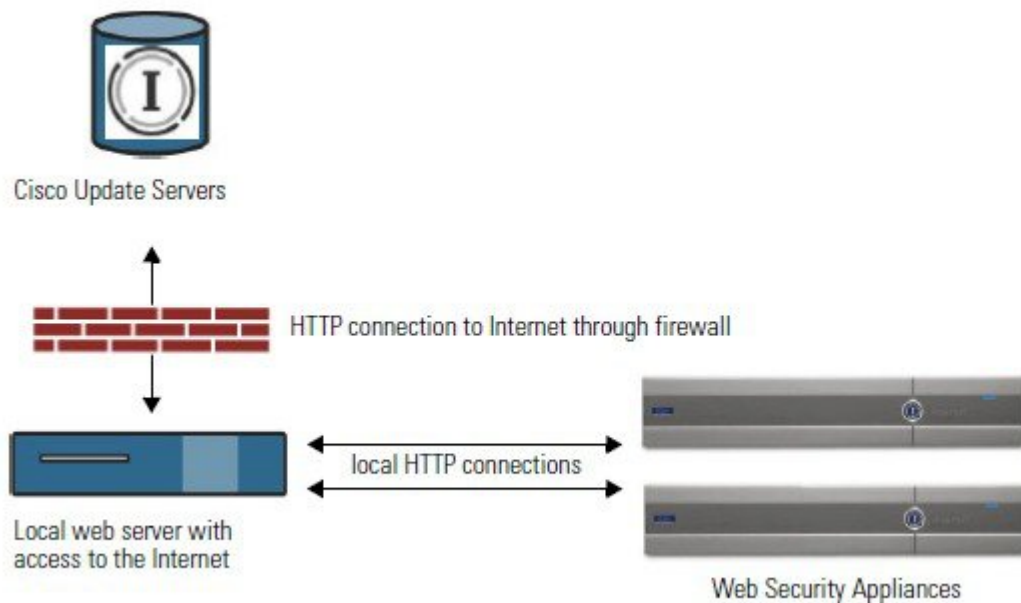 I
Cisco Update Servers
HTTP connection to Internet through firewall
local HTTP connections
Local web server with
access to the Internet
I
I
Web Security Appliances